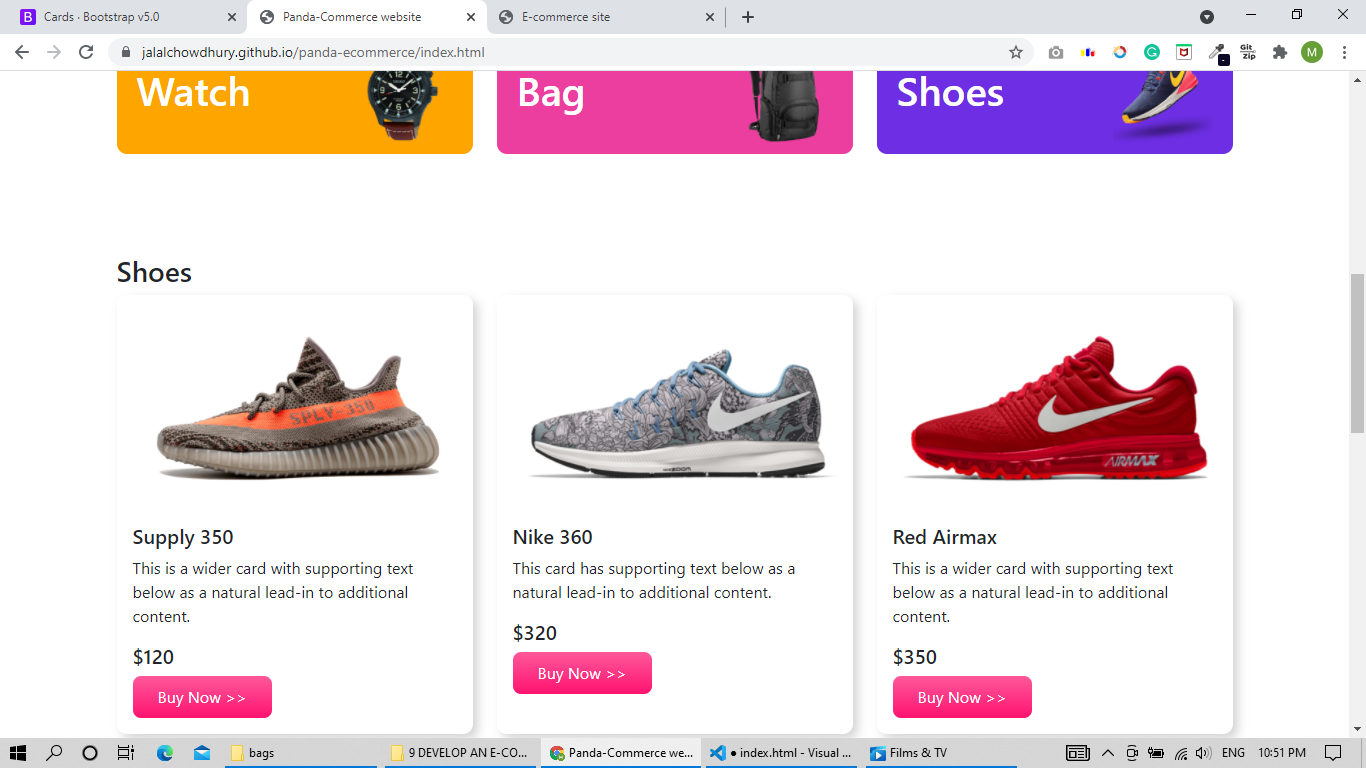 Cards · Bootstrap v5.0
Panda-Commerce website
E-commerce site
jalalchowdhury.github.io/panda-ecommerce/index.html
Git
Zip
M
Watch
Bag
Shoes
Shoes
SPLY-350
ZOOM
AIRMAX
Supply 350
This is a wider card with supporting text
below as a natural lead-in to additional
content.
$120
Buy Now >>
Nike 360
This card has supporting text below as a
natural lead-in to additional content.
$320
Buy Now >>
Red Airmax
This is a wider card with supporting text
below as a natural lead-in to additional
content.
$350
Buy Now >>
bags
9 DEVELOP AN E-CO...
Panda-Commerce we...
● index.html - Visual ...
Films & TV
ENG
10:51 PM